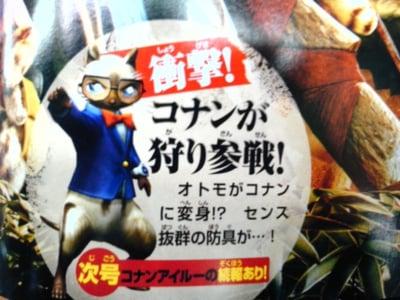 衝撃!
コナンが
狩り参戦!
オトモがコナン
に変身!? センス
抜群の防具が…!
次号コナンアイルーの続報あり!